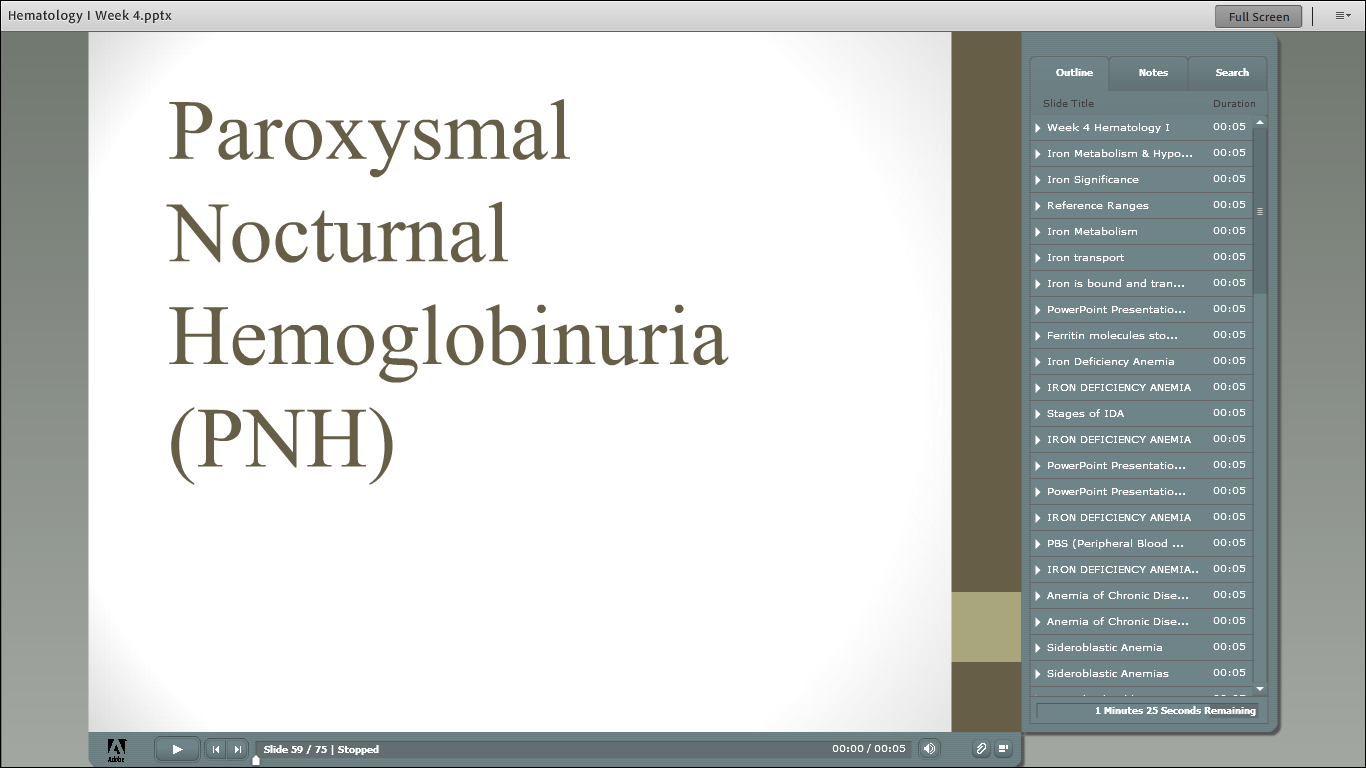 Hematology I Week 4.pptx
Full Screen
Paroxysmal
Nocturnal
Hemoglobinuria
(PNH)
Outline Notes Search
Slide Title Duration
Week 4 Hematology I 00:05
Iron Metabolism & Hypo... 00:05
Iron Significance 00:05
Reference Ranges 00:05
Iron Metabolism 00:05
Iron transport 00:05
Iron is bound and tran... 00:05
PowerPoint Presentatio... 00:05
Ferritin molecules sto... 00:05
Iron Deficiency Anemia 00:05
IRON DEFICIENCY ANEMIA 00:05
Stages of IDA 00:05
IRON DEFICIENCY ANEMIA 00:05
PowerPoint Presentatio... 00:05
PowerPoint Presentatio... 00:05
IRON DEFICIENCY ANEMIA 00:05
PBS (Peripheral Blood ... 00:05
IRON DEFICIENCY ANEMIA.. 00:05
Anemia of Chronic Dise... 00:05
Anemia of Chronic Dise... 00:05
Sideroblastic Anemia 00:05
Sideroblastic Anemias 00:05
1 Minutes 25 Seconds Remaining
Adobe
Slide 59 / 75 | Stopped
00:00 / 00:05